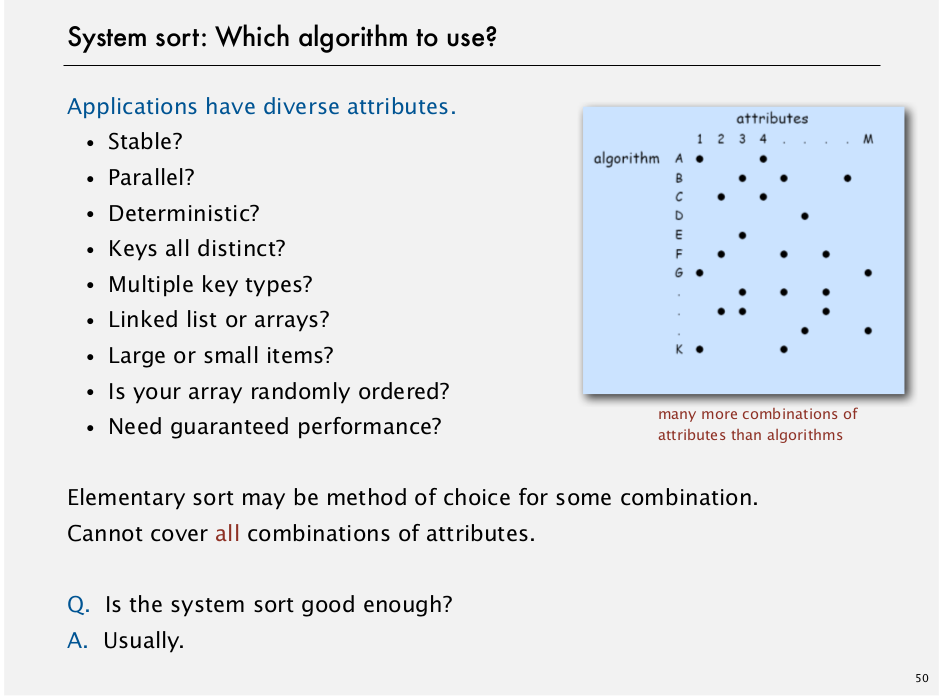 System sort: Which algorithm to use?
Applications have diverse attributes.
• Stable?
• Parallel?
• Deterministic?
• Keys all distinct?
• Multiple key types?
• Linked list or arrays?
• Large or small items?
• Is your array randomly ordered?
• Need guaranteed performance?
attributes
1 2 3 4 . . . . M
algorithm A
B
C
D
E
F
G
.
.
.
K
many more combinations of
attributes than algorithms
Elementary sort may be method of choice for some combination.
Cannot cover all combinations of attributes.
Q. Is the system sort good enough?
A. Usually.
50